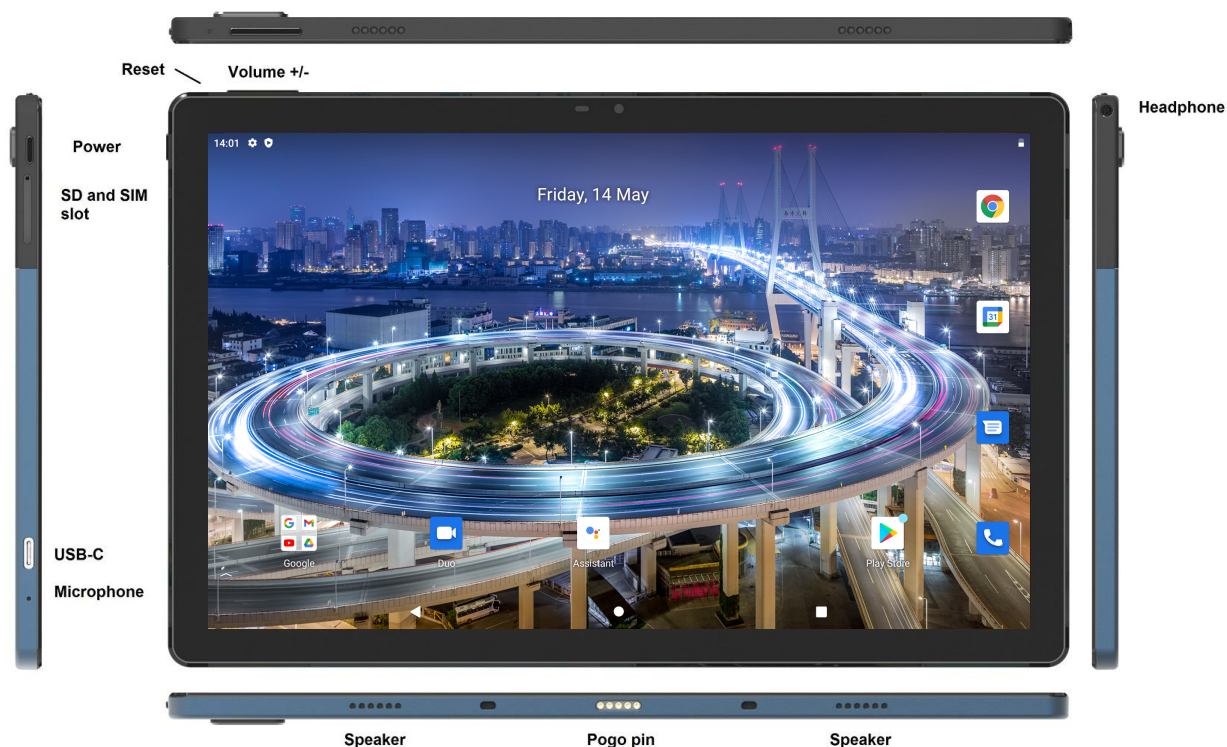 Reset
Volume +/-
Headphone
Power
SD and SIM
slot
14:01
Friday, 14 May
31
G
Google
Duo
Assistant
Play Store
USB-C
Microphone
Speaker
Pogo pin
Speaker